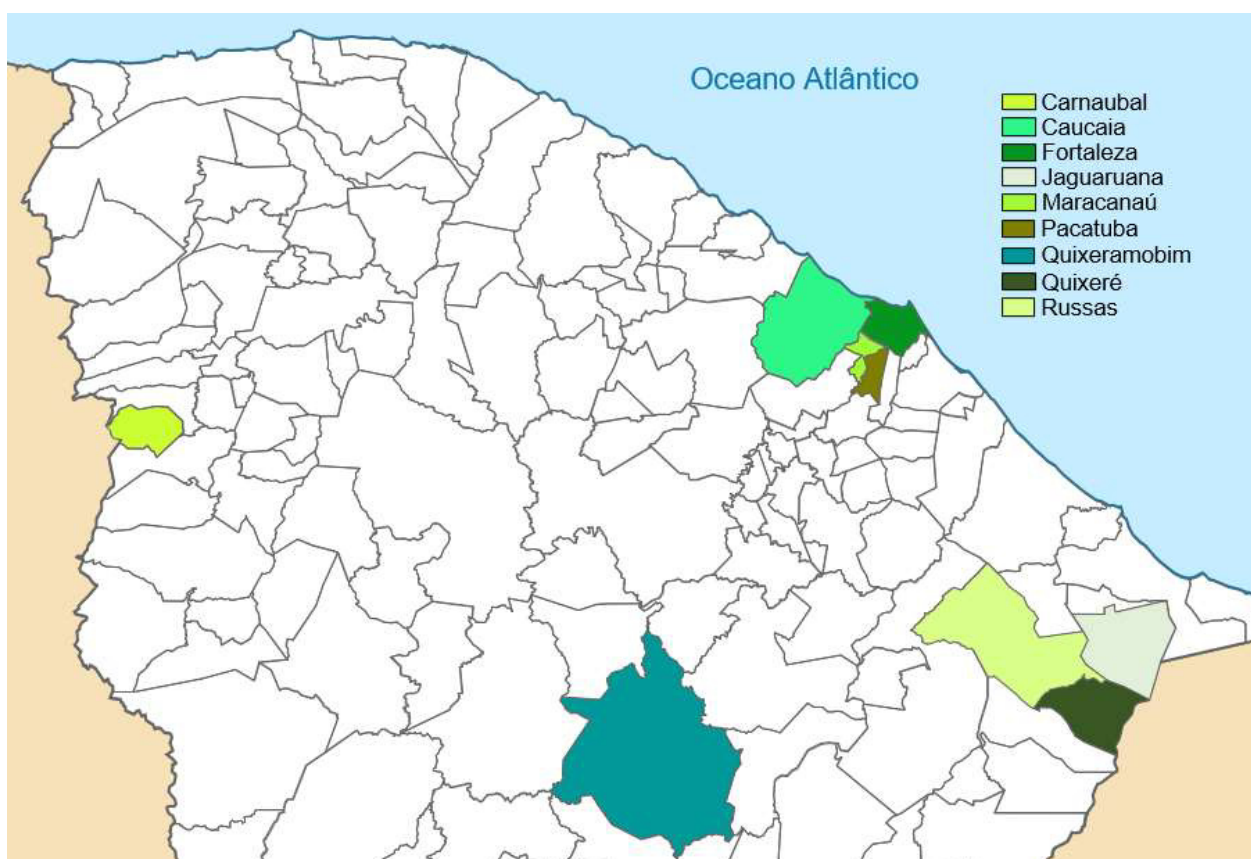 Oceano Atlântico
Carnaubal
Caucaia
Fortaleza
Jaguaruana
Maracanaú
Pacatuba
Quixeramobim
Quixeré
Russas